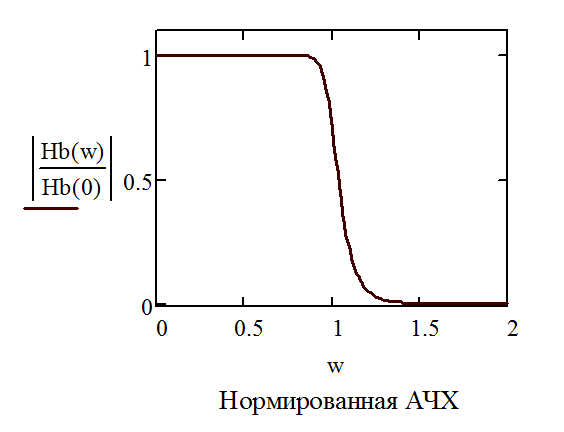 1
|Hb(w)
Hb(0)| 0.5
0
0 0.5 1 1.5 2
w
Нормированная АЧХ